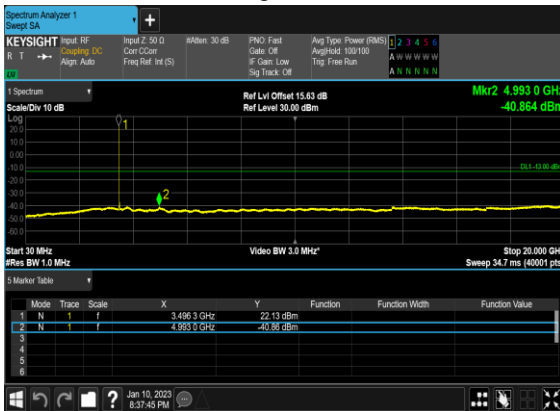 Spectrum Analyzer 1
Swept SA
+
KEYSIGHT Input: RF Input Z: 50 Ω #Atten: 30 dB PNO: Fast Avg Type: Power (RMS) 1 2 3 4 5 6
R T Coupling: DC Corr CCorr Gate: Off Avg|Hold: 100/100 A W W W W W
Align: Auto Freq Ref: Int (S) IF Gain: Low Trig: Free Run
Sig Track: Off A N N N N N
1 Spectrum Ref Lvl Offset 15.63 dB Mkr2 4.993 0 GHz
Scale/Div 10 dB Ref Level 30.00 dBm -40.864 dBm
Log
20.0
10.0
0.00
-10.0
DL1 -13.00 dBm
-20.0
-30.0
-40.0
-50.0
-60.0
1
2
Start 30 MHz Video BW 3.0 MHz* Stop 20.000 GH
#Res BW 1.0 MHz Sweep 34.7 ms (40001 pts
5 Marker Table
Mode Trace Scale X Y Function Function Width Function Value
1 N 1 f 3.496 3 GHz 22.13 dBm
2 N 1 f 4.993 0 GHz -40.86 dBm
3
4
5
6
? Jan 10, 2023
8:37:45 PM